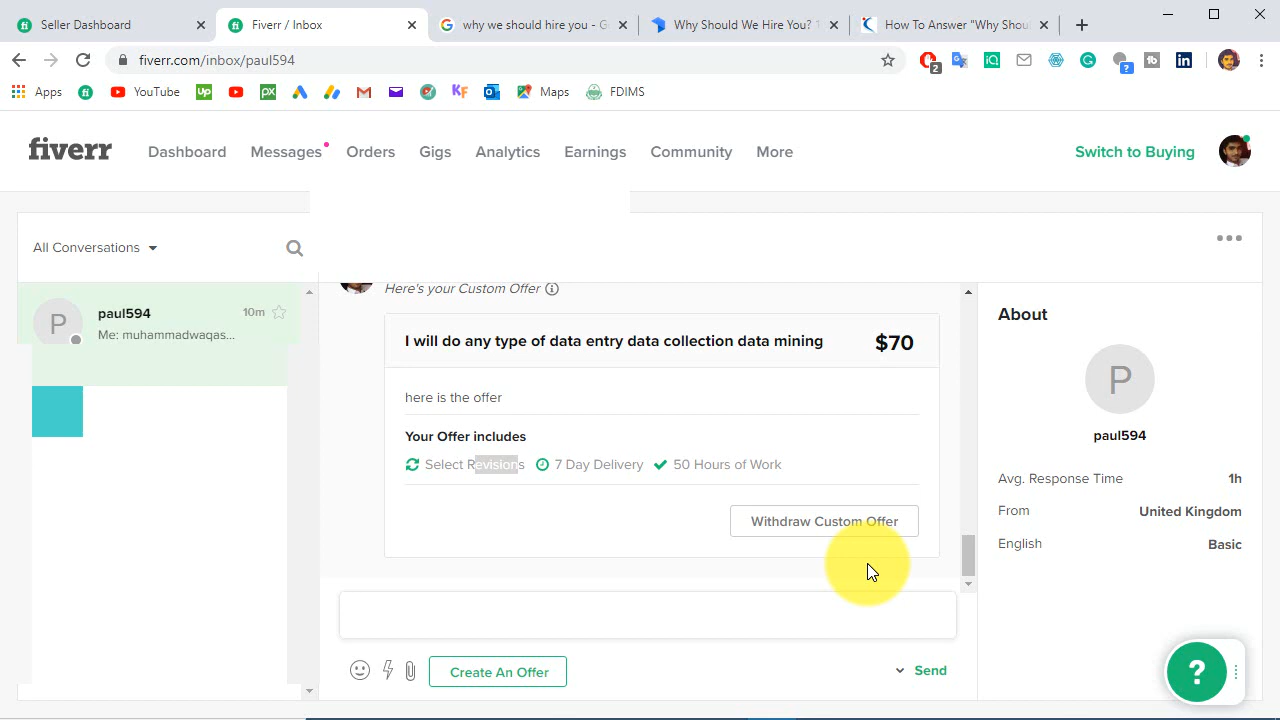 Seller Dashboard
Fiverr / Inbox
why we should hire you - G
Why Should We Hire You? 1
How To Answer "Why Shou
fiverr.com/inbox/paul594
2
?
Apps
YouTube
Maps
FDIMS
fiverr
Dashboard
Messages
Orders
Gigs
Analytics
Earnings
Community
More
Switch to Buying
All Conversations
P
paul594
10m
Me: muhammadwaqas...
Here's your Custom Offer
I will do any type of data entry data collection data mining
$70
here is the offer
Your Offer includes
Select Revisions
7 Day Delivery
50 Hours of Work
Withdraw Custom Offer
Create An Offer
Send
About
P
paul594
Avg. Response Time
1h
From
United Kingdom
English
Basic
?